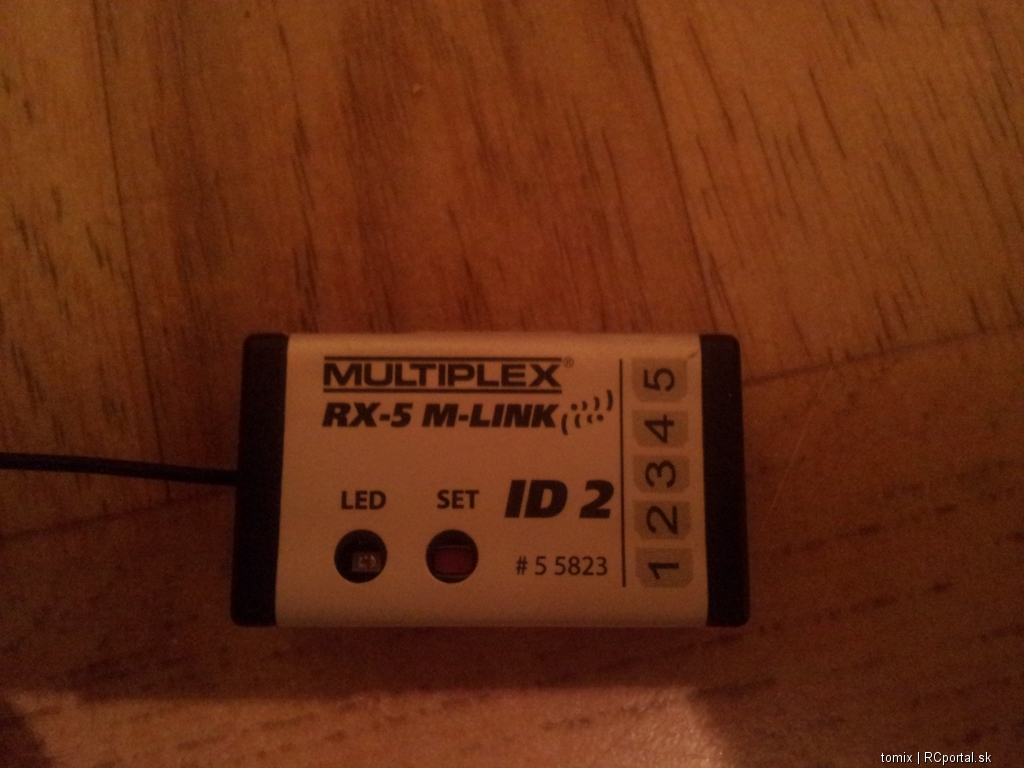 MULTIPLEX®
RX-5 M-LINK
LED SET ID 2
# 5 5823
5
4
3
2
1
tomix | RCportal.sk